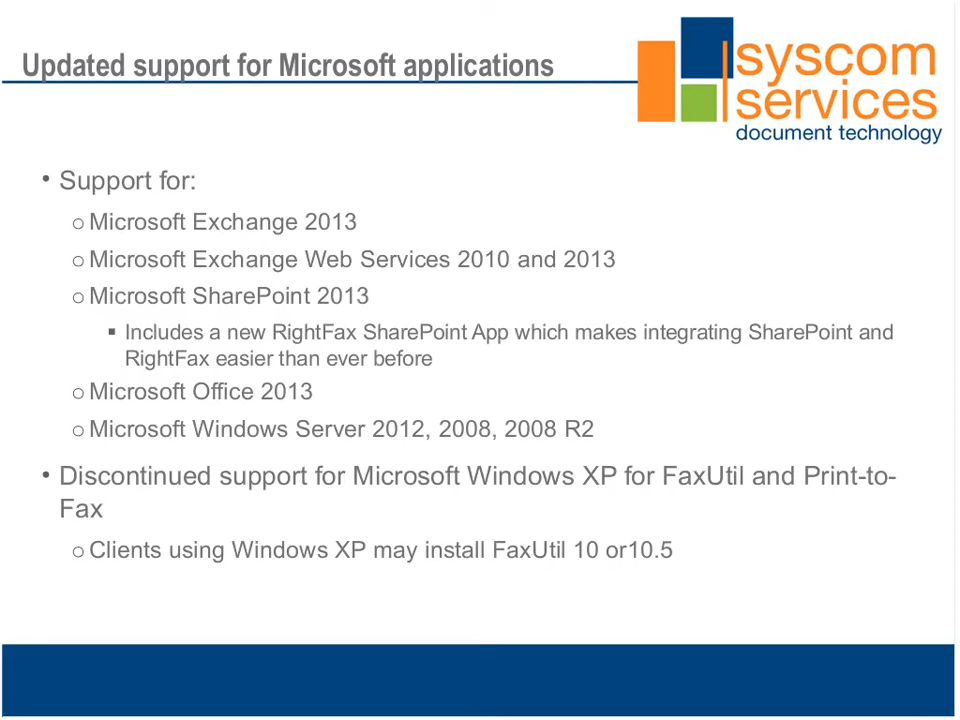 Updated support for Microsoft applications
syscom
services
document technology
• Support for:
○ Microsoft Exchange 2013
○ Microsoft Exchange Web Services 2010 and 2013
○ Microsoft SharePoint 2013
▪ Includes a new RightFax SharePoint App which makes integrating SharePoint and
RightFax easier than ever before
○ Microsoft Office 2013
○ Microsoft Windows Server 2012, 2008, 2008 R2
• Discontinued support for Microsoft Windows XP for FaxUtil and Print-to-
Fax
○ Clients using Windows XP may install FaxUtil 10 or10.5